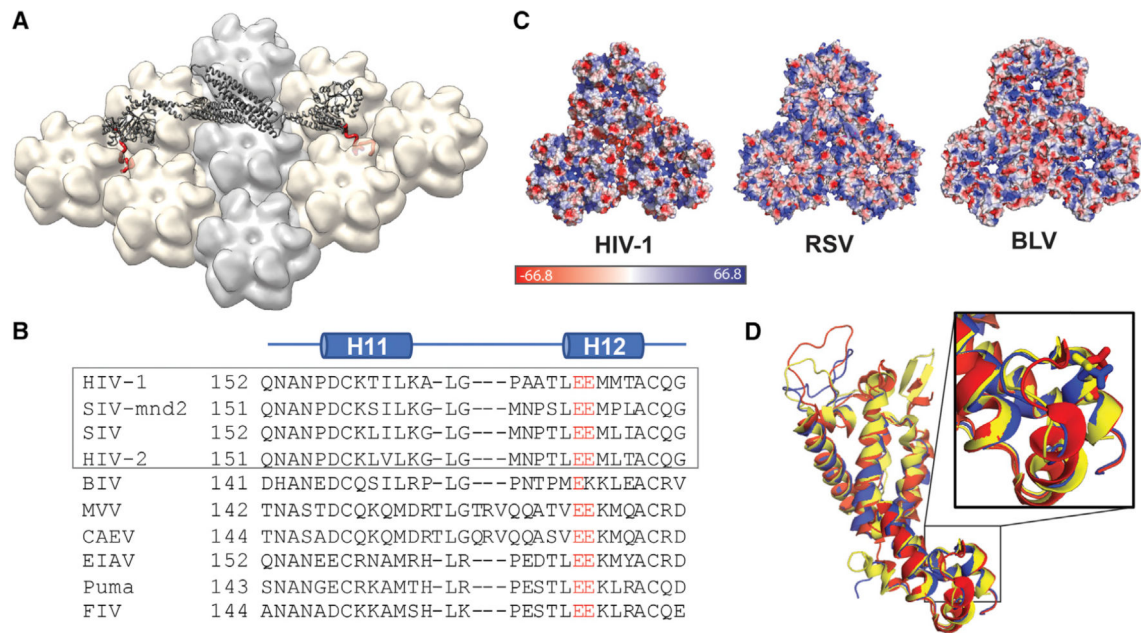 A
C
HIV-1 RSV BLV
-66.8 66.8
B
H11 H12
HIV-1 152 QNANPDCKTILKA-LG---PAATLEEMMTACQG
SIV-mnd2 151 QNANPDCKSILKG-LG---MNPSLEEMPLACQG
SIV 152 QNANPDCKLILKG-LG---MNPTLEEMLIACQG
HIV-2 151 QNANPDCKLVLKG-LG---MNPTLEEMLTACQG
BIV 141 DHANEDCQSILRP-LG---PNTPMEKKLEACRV
MVV 142 TNASTDCQKQMDRTLGTRVQQATVEEKMQACRD
CAEV 144 TNASADCQKQMDRTLGQRVQQASVEEKMQACRD
EIAV 152 QNANEECRNAMRH-LR---PEDTLEEKMYACRD
Puma 143 SNANGECRKAMTH-LR---PESTLEEKLRACQD
FIV 144 ANANADCKKAMSH-LK---PESTLEEKLRACQE
D